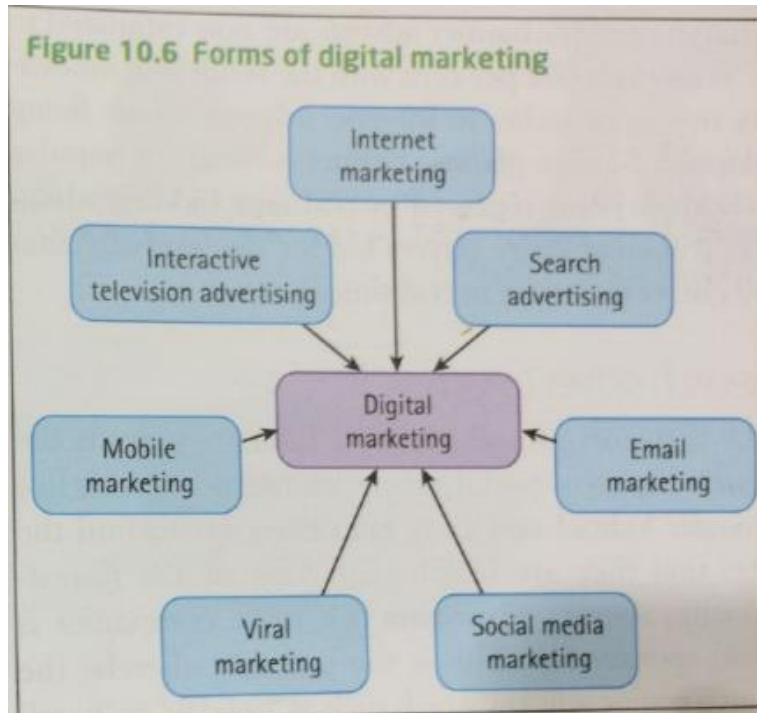 Figure 10.6 Forms of digital marketing
Internet
marketing
Interactive
television advertising
Search
advertising
Digital
marketing
Mobile
marketing
Email
marketing
Viral
marketing
Social media
marketing